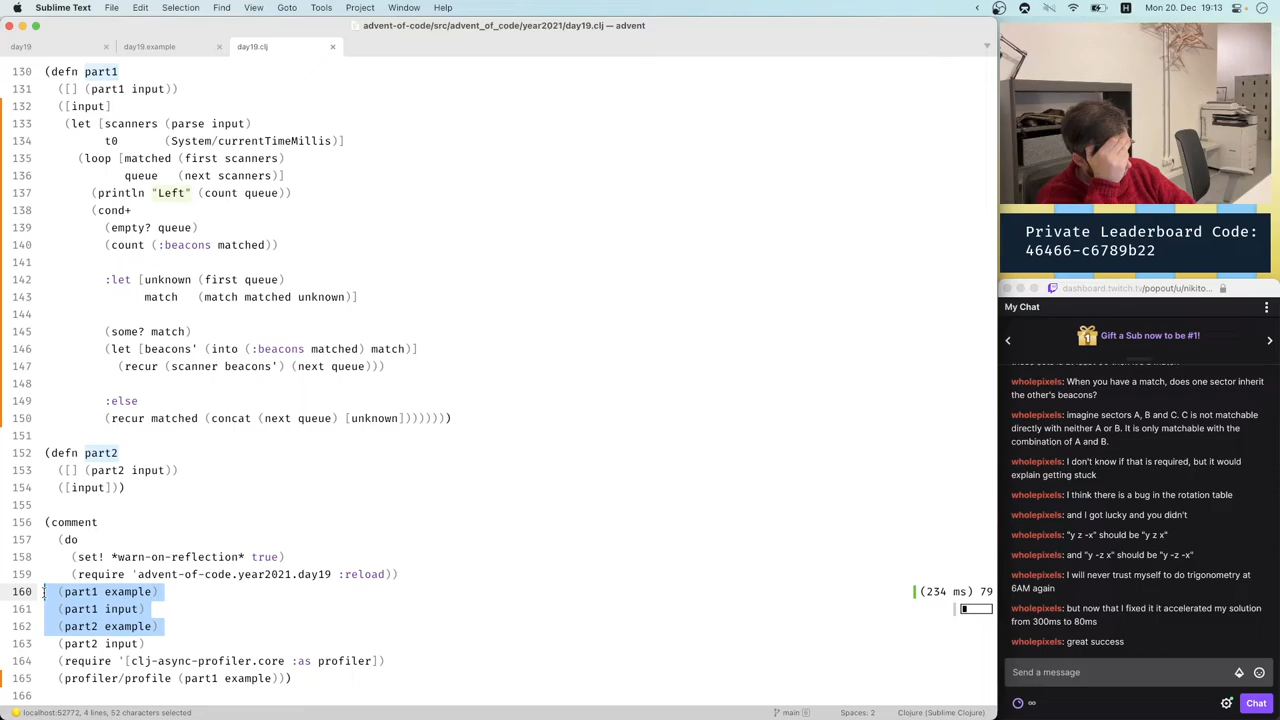 Sublime Text File Edit Selection Find View Goto Tools Project Window Help
Mon 20. Dec 19:13
advent-of-code/src/advent_of_code/year2021/day19.clj — advent
day19 × day19.example × day19.clj ×
130 (defn part1
131 ([] (part1 input))
132 ([input]
133 (let [scanners (parse input)
134 t0 (System/currentTimeMillis)]
135 (loop [matched (first scanners)
136 queue (next scanners)]
137 (println "Left" (count queue))
138 (cond+
139 (empty? queue)
140 (count (:beacons matched))
141
142 :let [unknown (first queue)
143 match (match matched unknown)]
144
145 (some? match)
146 (let [beacons' (into (:beacons matched) match)]
147 (recur (scanner beacons') (next queue)))
148
149 :else
150 (recur matched (concat (next queue) [unknown]))))))))
151
152 (defn part2
153 ([] (part2 input))
154 ([input]))
155
156 (comment
157 (do
158 (set! *warn-on-reflection* true)
159 (require 'advent-of-code.year2021.day19 :reload))
160 (part1 example) (234 ms) 79
161 (part1 input)
162 (part2 example)
163 (part2 input)
164 (require '[clj-async-profiler.core :as profiler])
165 (profiler/profile (part1 example)))
166
localhost:52772, 4 lines, 52 characters selected
main 6 Spaces: 2 Clojure (Sublime Clojure)
Private Leaderboard Code:
46466-c6789b22
dashboard.twitch.tv/popout/u/nikito...
My Chat
1 Gift a Sub now to be #1!
wholepixels: When you have a match, does one sector inherit
the other's beacons?
wholepixels: imagine sectors A, B and C. C is not matchable
directly with neither A or B. It is only matchable with the
combination of A and B.
wholepixels: I don't know if that is required, but it would
explain getting stuck
wholepixels: I think there is a bug in the rotation table
wholepixels: and I got lucky and you didn't
wholepixels: "y z -x" should be "y z x"
wholepixels: and "y -z x" should be "y -z -x"
wholepixels: I will never trust myself to do trigonometry at
6AM again
wholepixels: but now that I fixed it it accelerated my solution
from 300ms to 80ms
wholepixels: great success
Send a message
∞ Chat